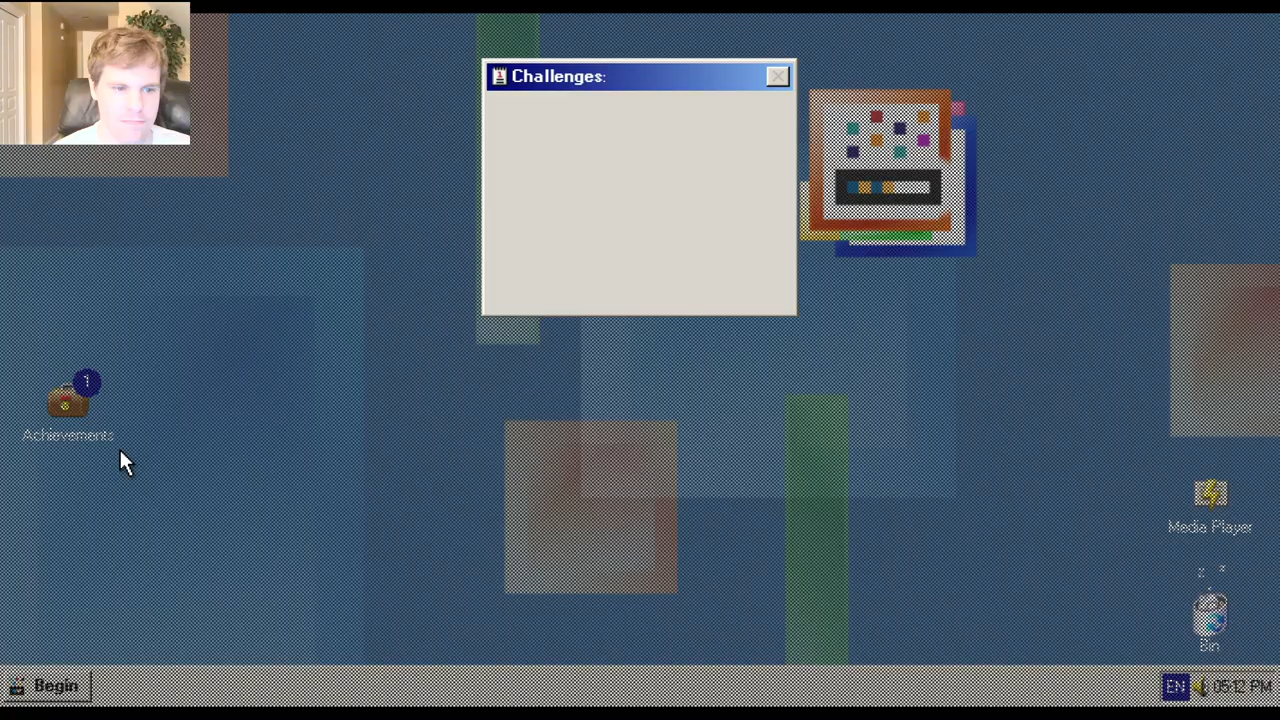 Challenges:
1
Achievements
Media Player
z z
Bin
Begin
EN 05:12 PM